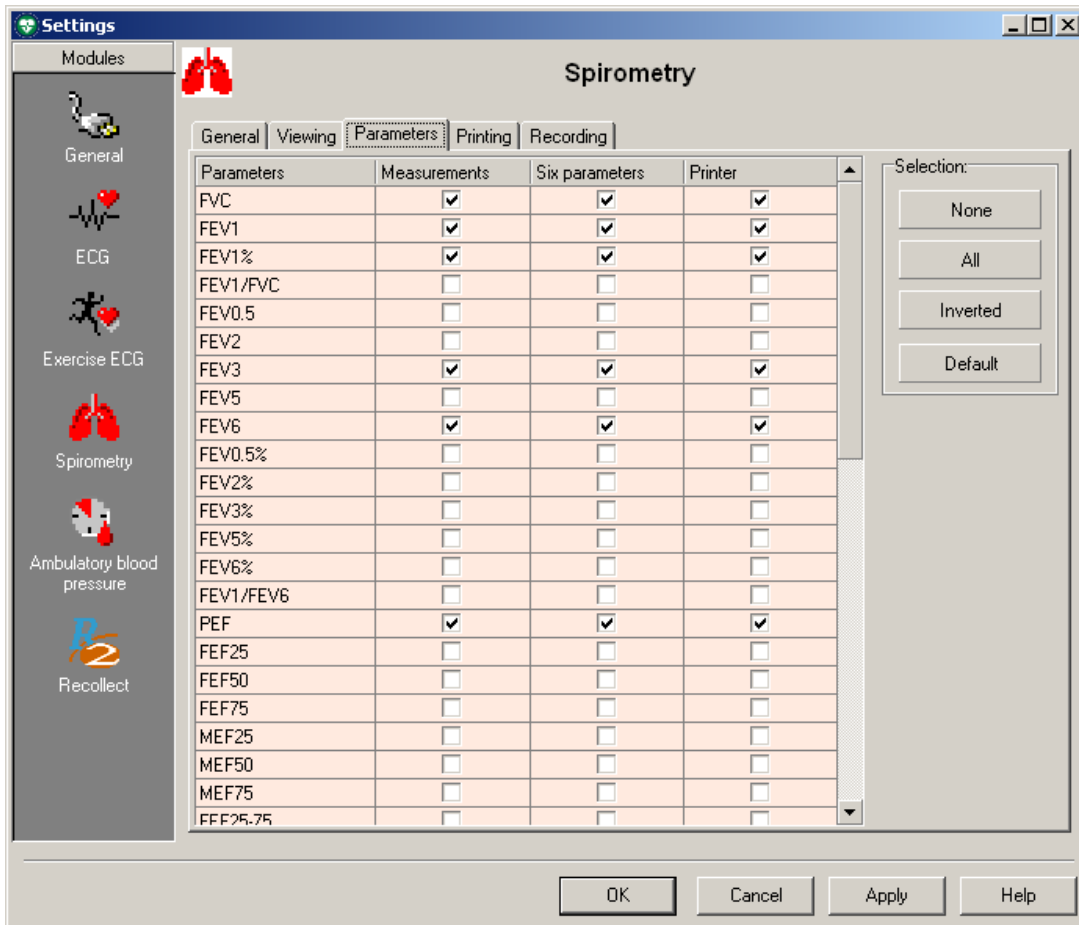 Settings
Modules
General
ECG
Exercise ECG
Spirometry
Ambulatory blood
pressure
Recollect
Spirometry
General Viewing Parameters Printing Recording
Parameters Measurements Six parameters Printer
FVC
FEV1
FEV1%
FEV1/FVC
FEV0.5
FEV2
FEV3
FEV5
FEV6
FEV0.5%
FEV2%
FEV3%
FEV5%
FEV6%
FEV1/FEV6
PEF
FEF25
FEF50
FEF75
MEF25
MEF50
MEF75
FEF25-75
Selection:
None
All
Inverted
Default
OK Cancel Apply Help